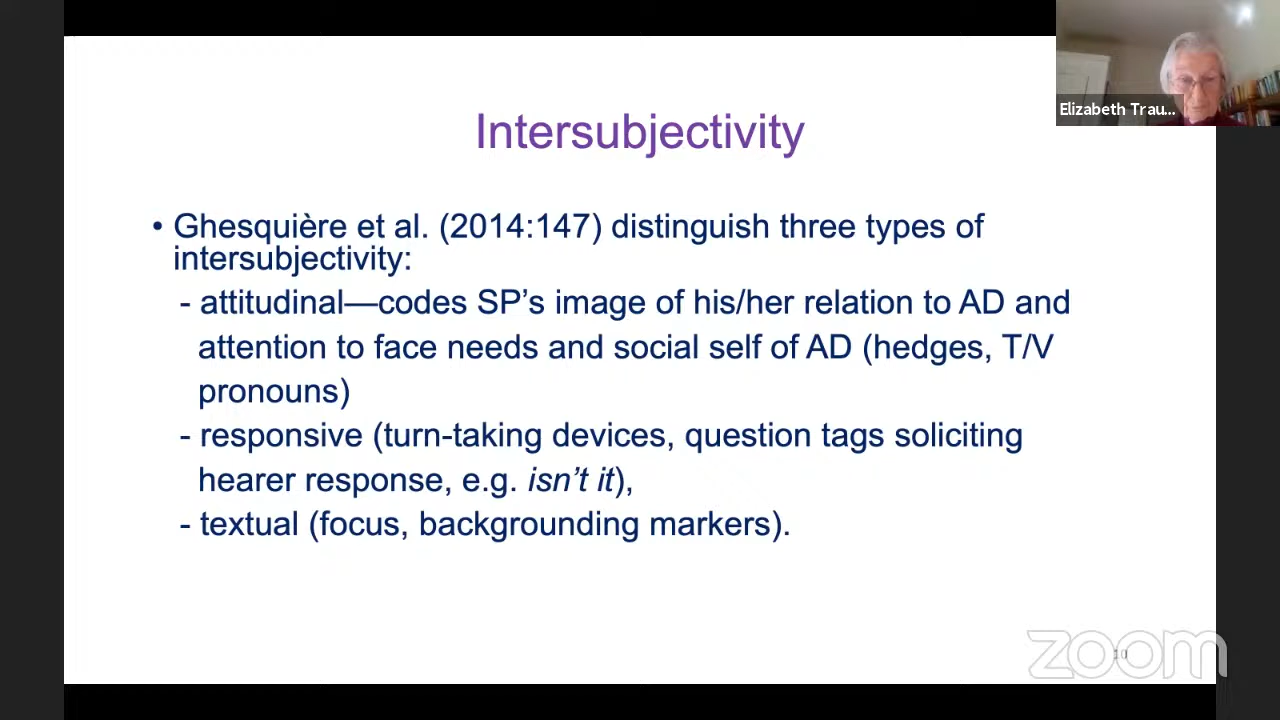 Elizabeth Trau...
Intersubjectivity
• Ghesquière et al. (2014:147) distinguish three types of
intersubjectivity:
- attitudinal—codes SP’s image of his/her relation to AD and
attention to face needs and social self of AD (hedges, T/V
pronouns)
- responsive (turn-taking devices, question tags soliciting
hearer response, e.g. isn’t it),
- textual (focus, backgrounding markers).
zoom
10